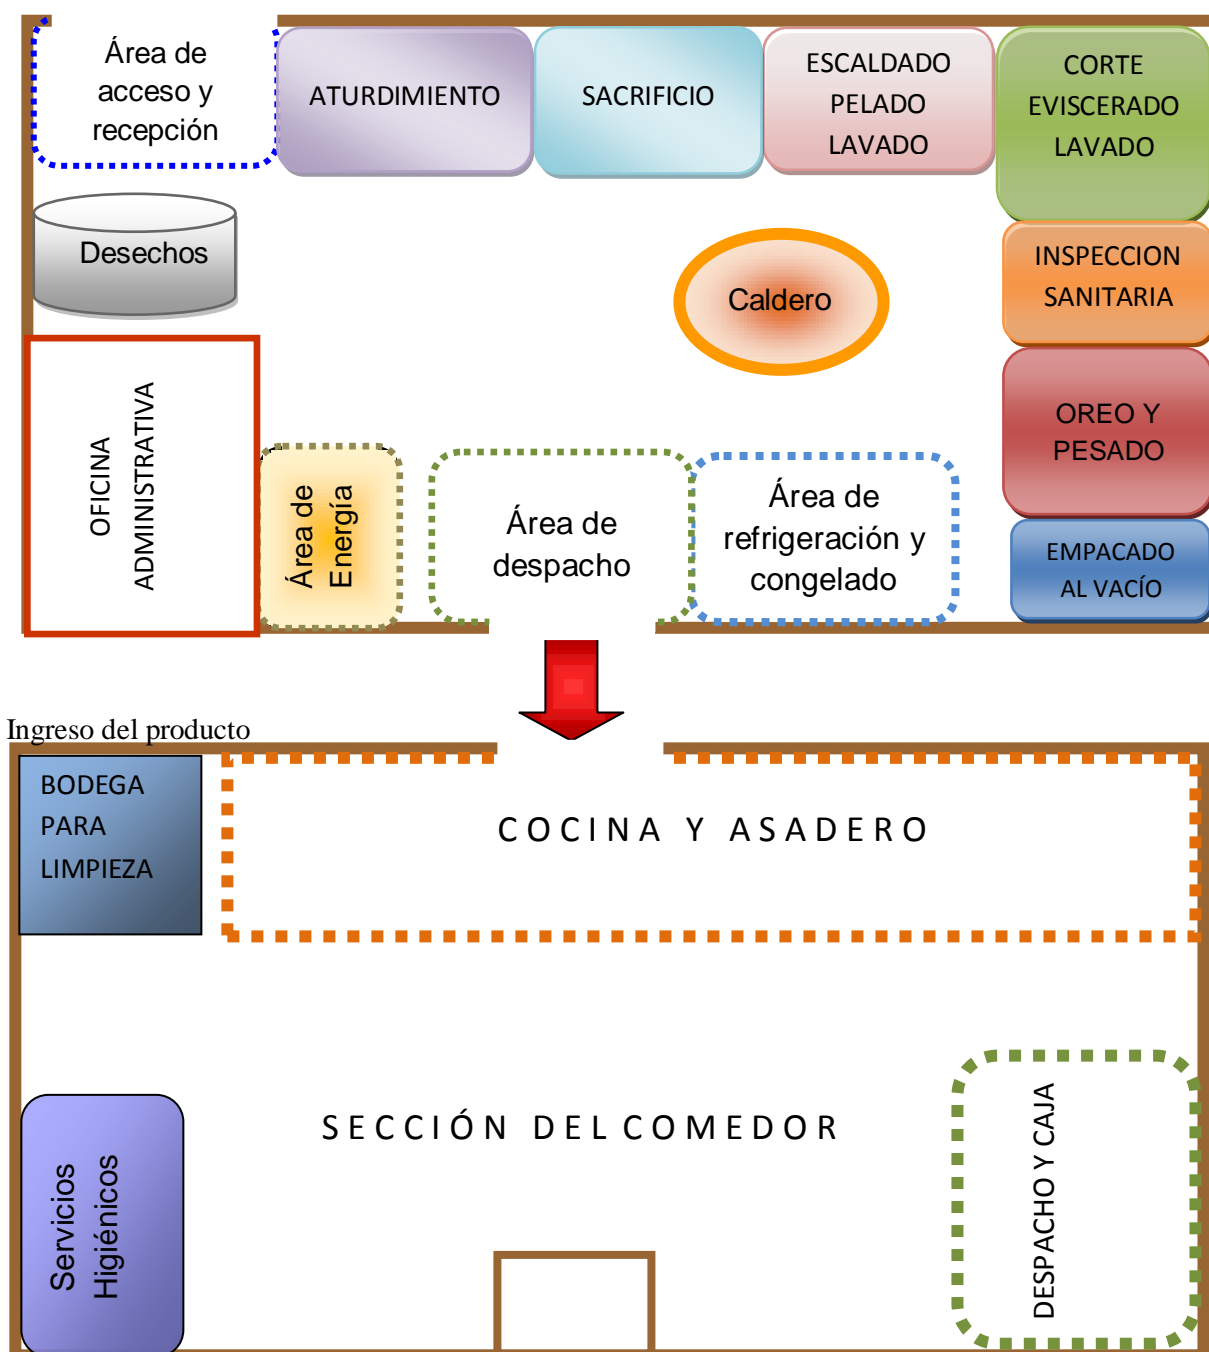 Área de
acceso y
recepción
ATURDIMIENTO
SACRIFICIO
ESCALDADO
PELADO
LAVADO
CORTE
EVISCERADO
LAVADO
Desechos
Caldero
INSPECCION
SANITARIA
OFICINA
ADMINISTRATIVA
Área de
Energía
Área de
despacho
Área de
refrigeración y
congelado
OREO Y
PESADO
EMPACADO
AL VACÍO
Ingreso del producto
BODEGA
PARA
LIMPIEZA
COCINA Y ASADERO
SECCIÓN DEL COMEDOR
Servicios
Higiénicos
DESPACHO Y CAJA